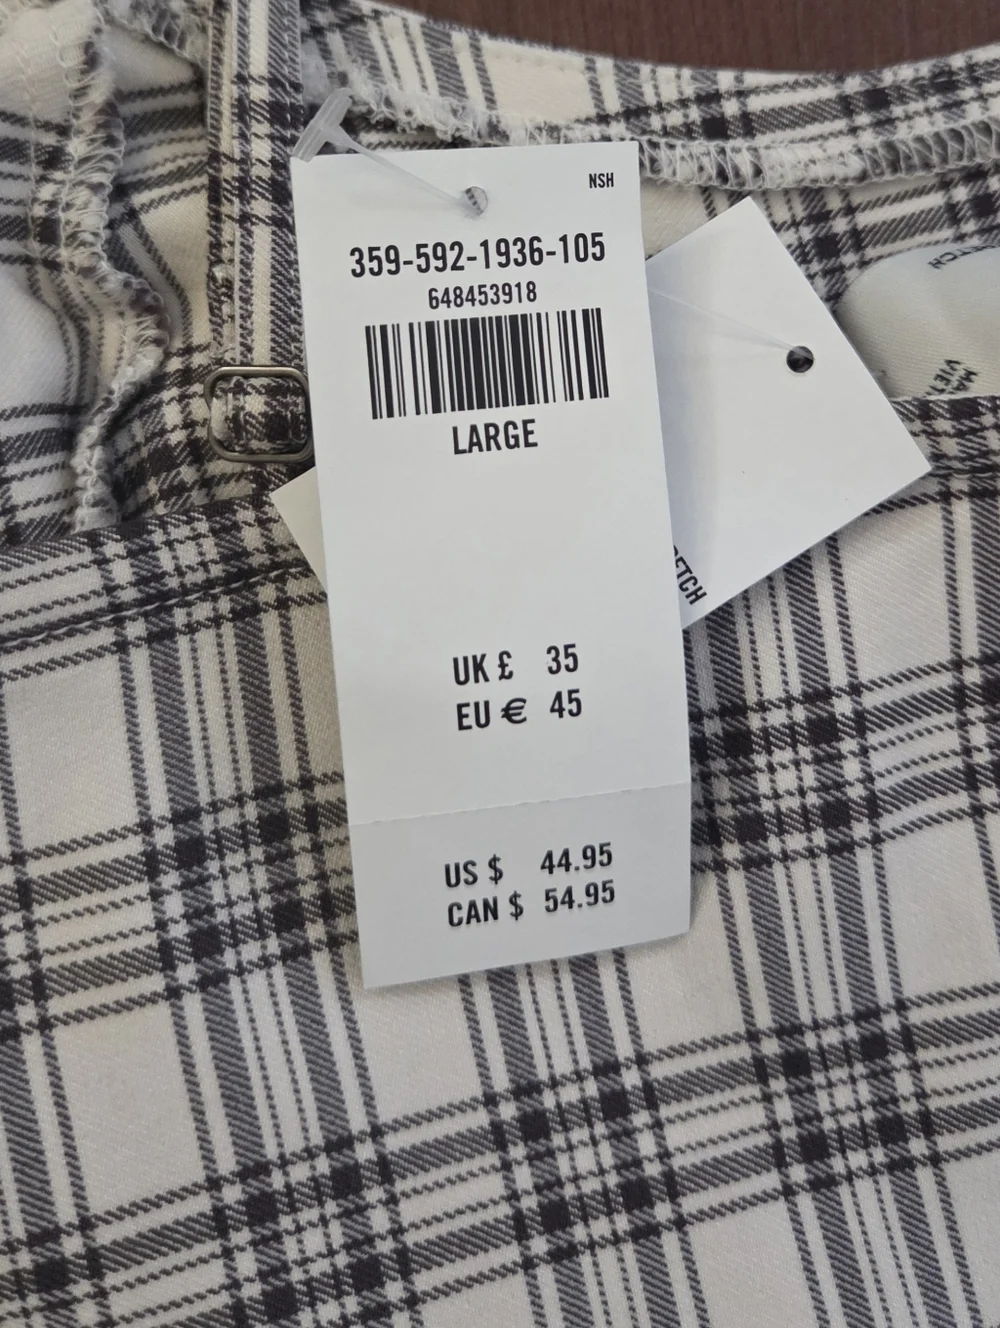 NSH
359-592-1936-105
648453918
LARGE
UK £ 35
EU € 45
US $ 44.95
CAN $ 54.95